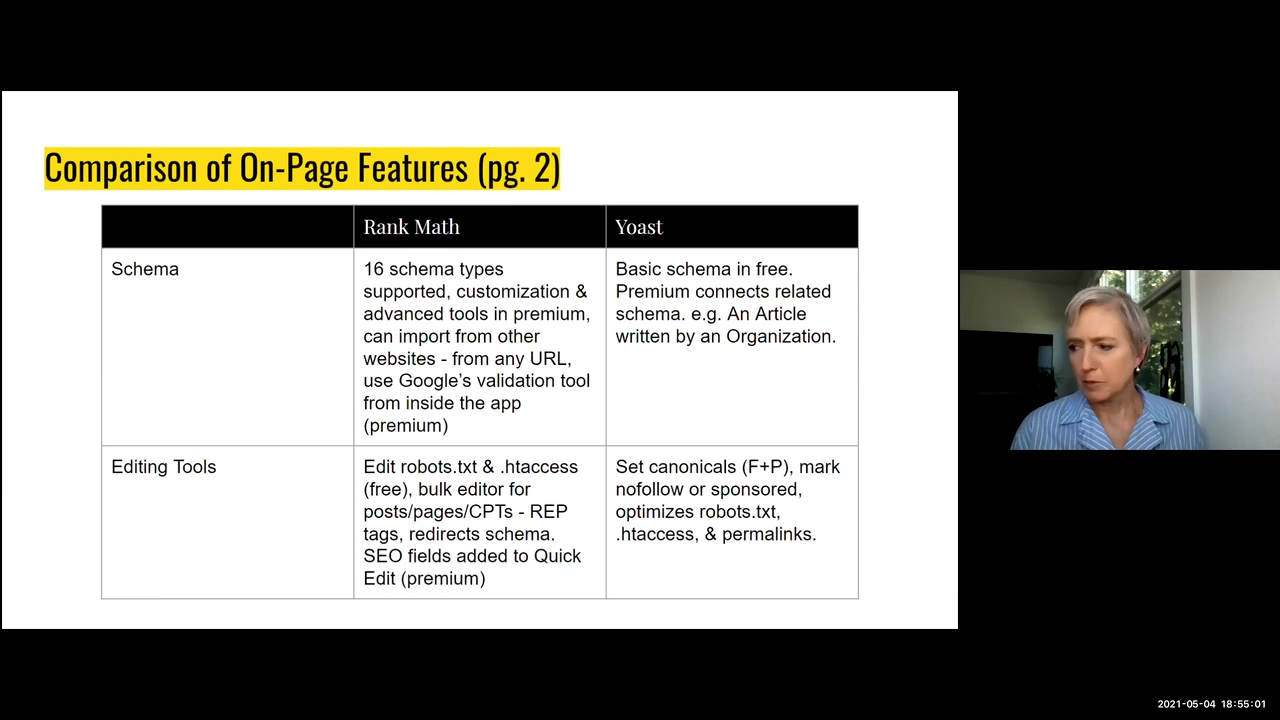 Comparison of On-Page Features (pg. 2)
Rank Math
Yoast
Schema
16 schema types
supported, customization &
advanced tools in premium,
can import from other
websites - from any URL,
use Google's validation tool
from inside the app
(premium)
Basic schema in free.
Premium connects related
schema. e.g. An Article
written by an Organization.
Editing Tools
Edit robots.txt & .htaccess
(free), bulk editor for
posts/pages/CPTs - REP
tags, redirects schema.
SEO fields added to Quick
Edit (premium)
Set canonicals (F+P), mark
nofollow or sponsored,
optimizes robots.txt,
.htaccess, & permalinks.
2021-05-04 18:55:01